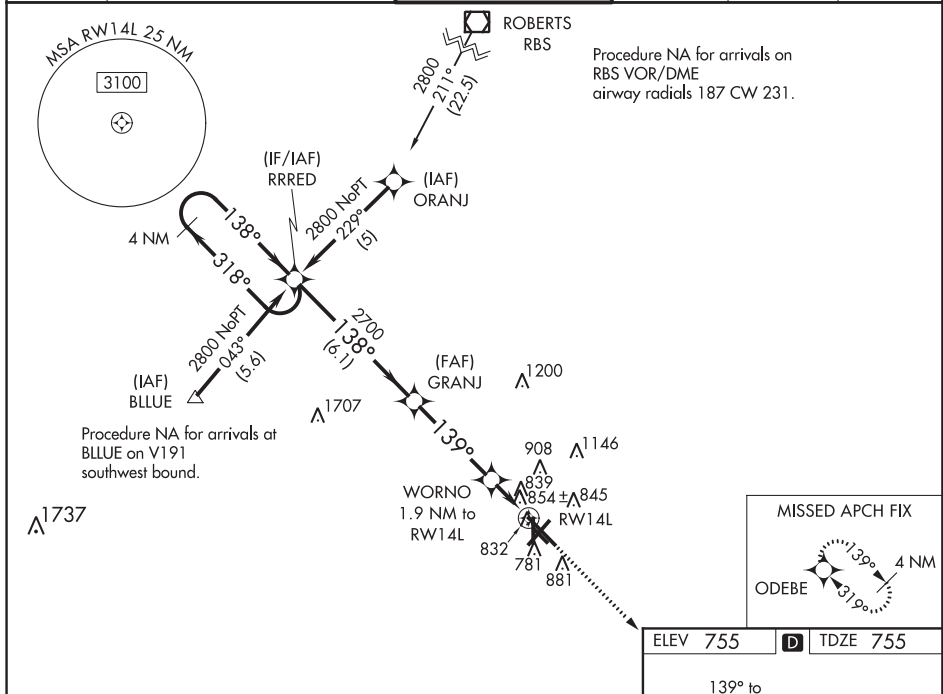 MSA RW14L 25 NM
3100
ROBERTS
RBS
2800
211°
(22.5)
Procedure NA for arrivals on
RBS VOR/DME
airway radials 187 CW 231.
(IF/IAF)
RRRED
(IAF)
ORANJ
2800 NoPT
229°
(5)
4 NM
138°
318°
2800 NoPT
043°
(5.6)
2700
138°
(6.1)
(IAF)
BLLUE
Procedure NA for arrivals at
BLLUE on V191
southwest bound.
(FAF)
GRANJ
1200
1707
139°
1146
908
839
854 ±
845
WORNO
1.9 NM to
RW14L
RW14L
832
781
881
1737
MISSED APCH FIX
139°
4 NM
ODEBE
319°
ELEV 755
D
TDZE 755
139° to